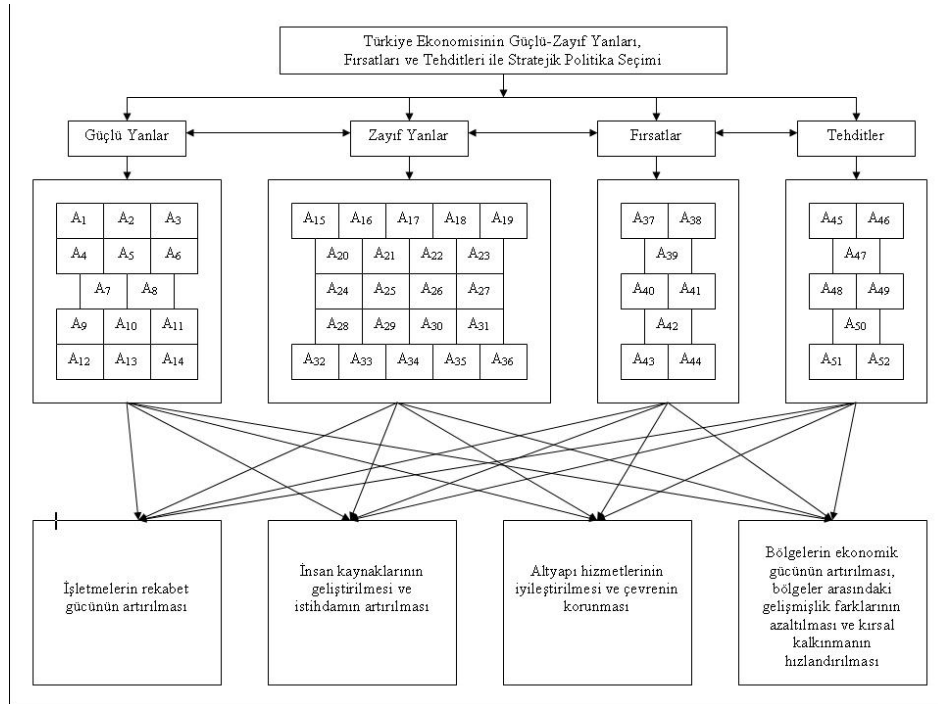 Türkiye Ekonomisinin Güçlü-Zayıf Yanları,
Fırsatları ve Tehditleri ile Stratejik Politika Seçimi
Güçlü Yanlar
Zayıf Yanlar
Fırsatlar
Tehditler
A1 A2 A3
A4 A5 A6
A7 A8
A9 A10 A11
A12 A13 A14
A15 A16 A17 A18 A19
A20 A21 A22 A23
A24 A25 A26 A27
A28 A29 A30 A31
A32 A33 A34 A35 A36
A37 A38
A39
A40 A41
A42
A43 A44
A45 A46
A47
A48 A49
A50
A51 A52
İşletmelerin rekabet
gücünün artırılması
İnsan kaynaklarının
geliştirilmesi ve
istihdamın artırılması
Altyapı hizmetlerinin
iyileştirilmesi ve çevrenin
korunması
Bölgelerin ekonomik
gücünün artırılması,
bölgeler arasındaki
gelişmişlik farklarının
azaltılması ve kırsal
kalkınmanın
hızlandırılması